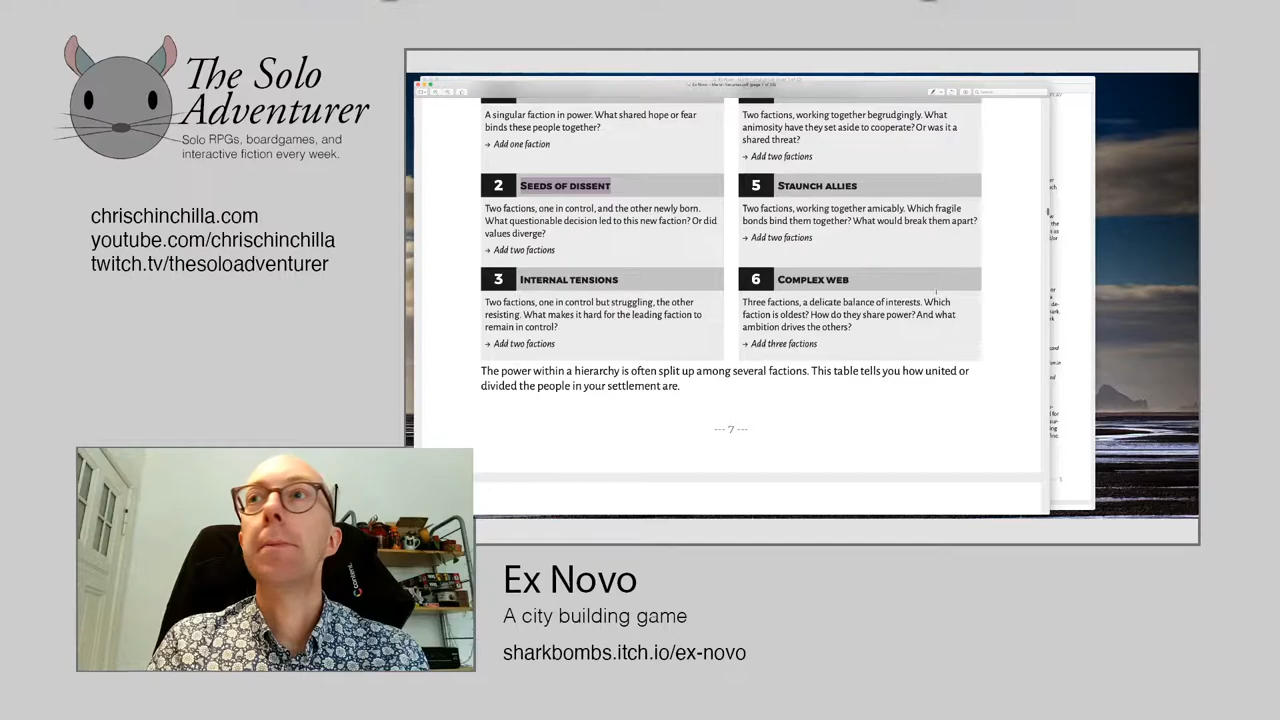 The Solo
Adventurer
Solo RPGs, boardgames, and
interactive fiction every week.
chrischinchilla.com
youtube.com/chrischinchilla
twitch.tv/thesoloadventurer
A singular faction in power. What shared hope or fear
binds these people together?
→ Add one faction
2 Seeds of dissent
Two factions, one in control, and the other newly born.
What questionable decision led to this new faction? Or did
values diverge?
→ Add two factions
3 Internal tensions
Two factions, one in control but struggling, the other
resisting. What makes it hard for the leading faction to
remain in control?
→ Add two factions
Two factions, working together begrudgingly. What
animosity have they set aside to cooperate? Or was it a
shared threat?
→ Add two factions
5 Staunch allies
Two factions, working together amicably. Which fragile
bonds bind them together? What would break them apart?
→ Add two factions
6 Complex web
Three factions, a delicate balance of interests. Which
faction is oldest? How do they share power? And what
ambition drives the others?
→ Add three factions
The power within a hierarchy is often split up among several factions. This table tells you how united or
divided the people in your settlement are.
--- 7 ---
content.
Ex Novo
A city building game
sharkbombs.itch.io/ex-novo